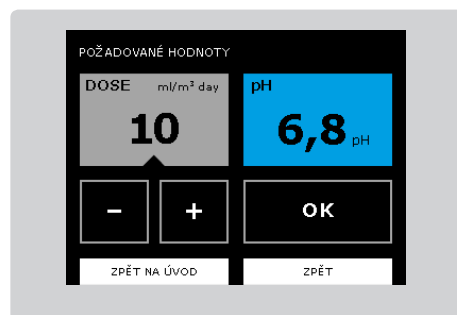 POŽADOVANÉ HODNOTY
DOSE ml/m³ day
10
pH
6,8 pH
– + OK
ZPĚT NA ÚVOD ZPĚT